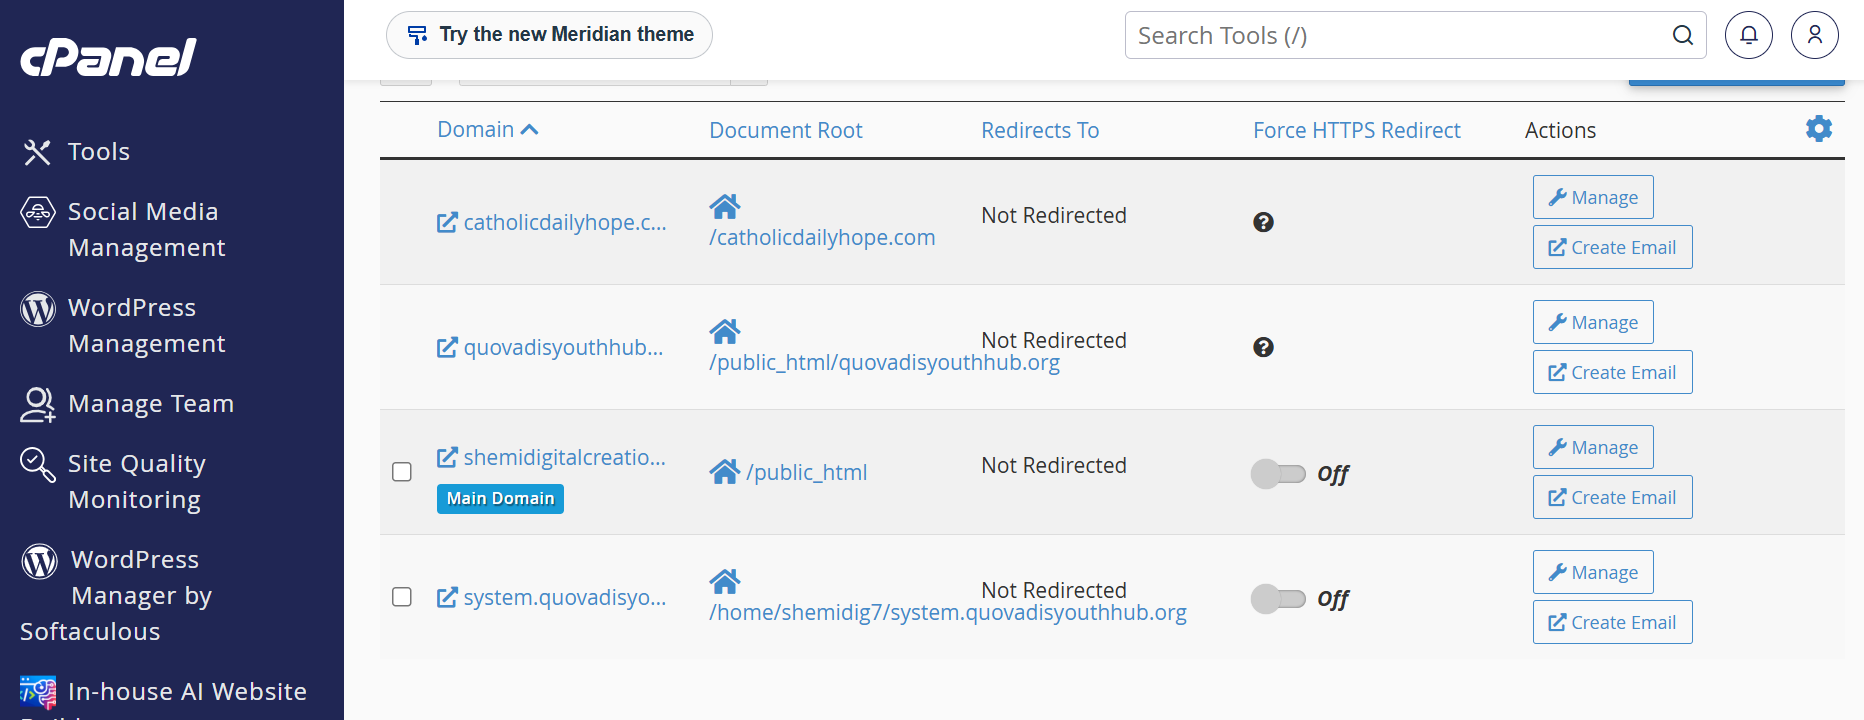 cPanel
Try the new Meridian theme
Search Tools (/)
Tools
Social Media
Management
WordPress
Management
Manage Team
Site Quality
Monitoring
WordPress
Manager by
Softaculous
In-house AI Website
Domain
Document Root
Redirects To
Force HTTPS Redirect
Actions
catholicdailyhope.c...
/catholicdailyhope.com
Not Redirected
Manage
Create Email
quovadisyouthhub...
/public_html/quovadisyouthhub.org
Not Redirected
Manage
Create Email
shemidigitalcreatio...
Main Domain
/public_html
Not Redirected
Off
Manage
Create Email
system.quovadisyo...
/home/shemidig7/system.quovadisyouthhub.org
Not Redirected
Off
Manage
Create Email